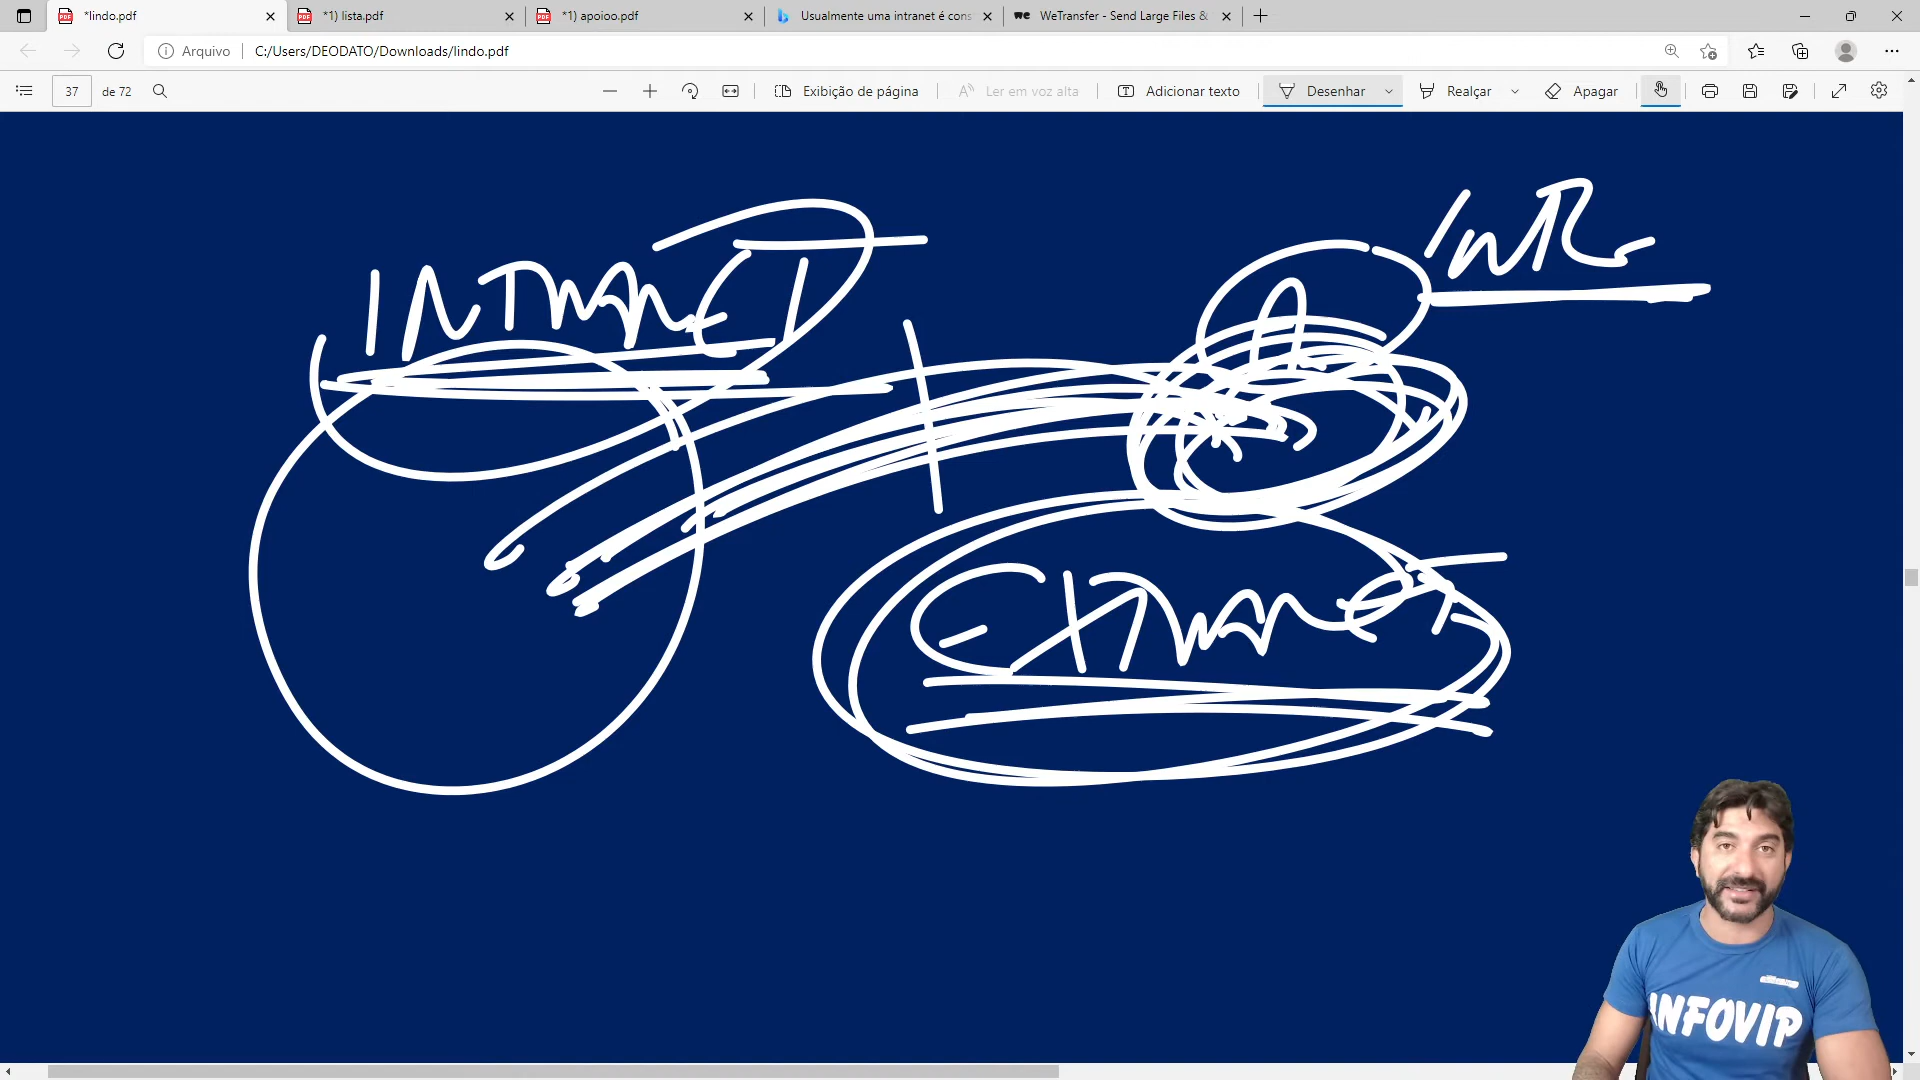 *lindo.pdf
*1) lista.pdf
*1) apoioo.pdf
Usualmente uma intranet é cons
WeTransfer - Send Large Files &
Arquivo
C:/Users/DEODATO/Downloads/lindo.pdf
37 de 72
Exibição de página
Ler em voz alta
Adicionar texto
Desenhar
Realçar
Apagar
INTRANET
INTR
A
EXTRANET
INFOVIP